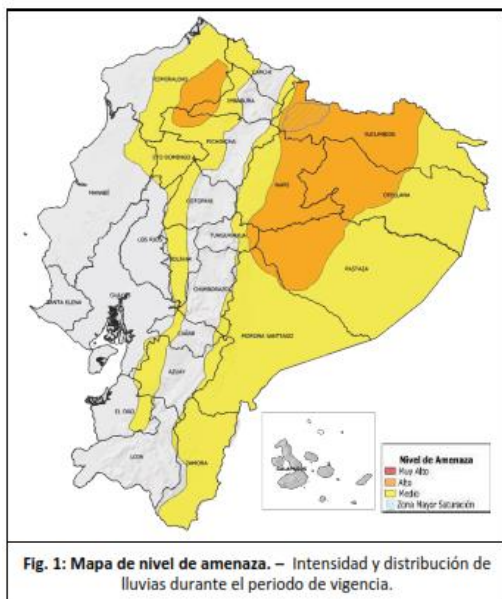 ESMERALDAS
CARCHI
IMBABURA
SUCUMBIOS
PICHINCHA
STO DOMINGO
NAPO
ORELLANA
MANABÍ
COTOPAXI
LOS RIOS
TUNGURAHUA
PASTAZA
BOLIVAR
SANTA ELENA
GUAYAS
CHIMBORAZO
MORONA SANTIAGO
CAÑAR
AZUAY
EL ORO
LOJA
ZAMORA
GALAPAGOS
Nivel de Amenaza
Muy Alto
Alto
Medio
Zona Mayor Saturación
Fig. 1: Mapa de nivel de amenaza. – Intensidad y distribución de
lluvias durante el periodo de vigencia.